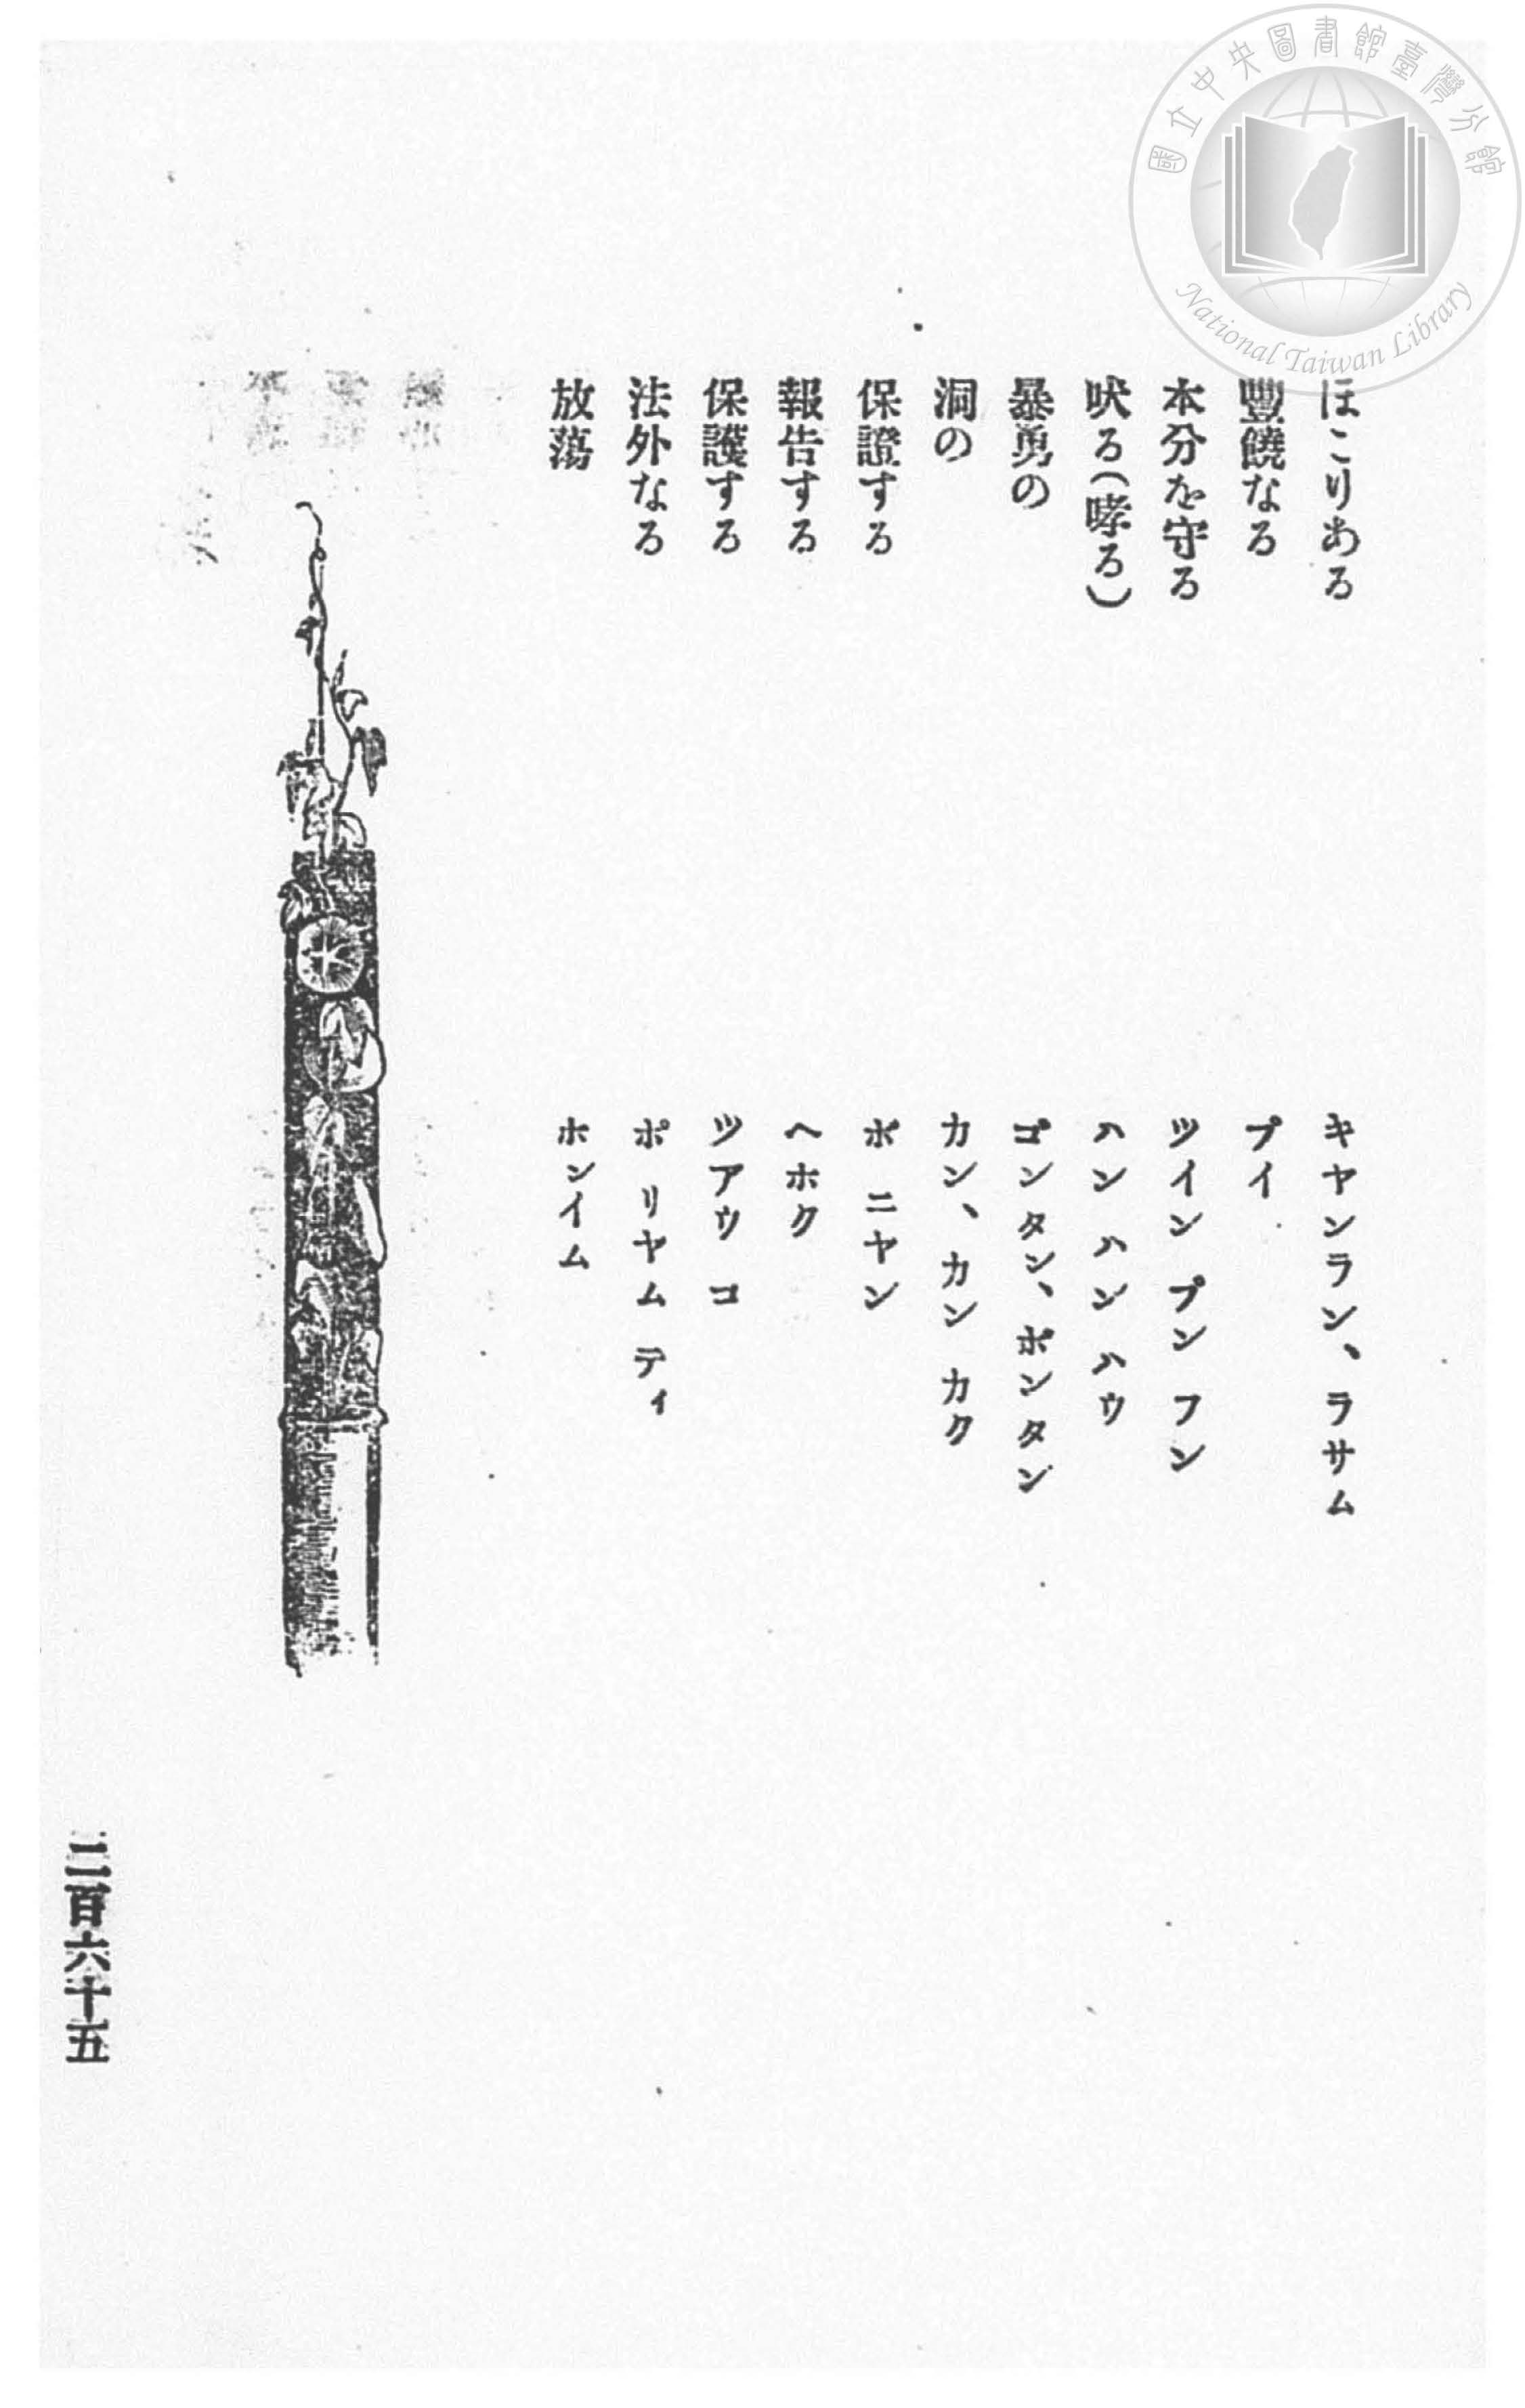 國立中央圖書館臺灣分館
National Taiwan Library
ほこりある　キヤンラン、ラサム
豐饒なる　プイ
本分を守る　ツイン プン フン
吠る(哮る)　ハン ハン ハウ
暴勇の　ゴンタン、ポンタン
洞の　カン、カン カク
保證する　ポ ニヤン
報告する　ヘホク
保護する　ツアウ コ
法外なる　ポ リヤム ティ
放蕩　ホンイム
二百六十五